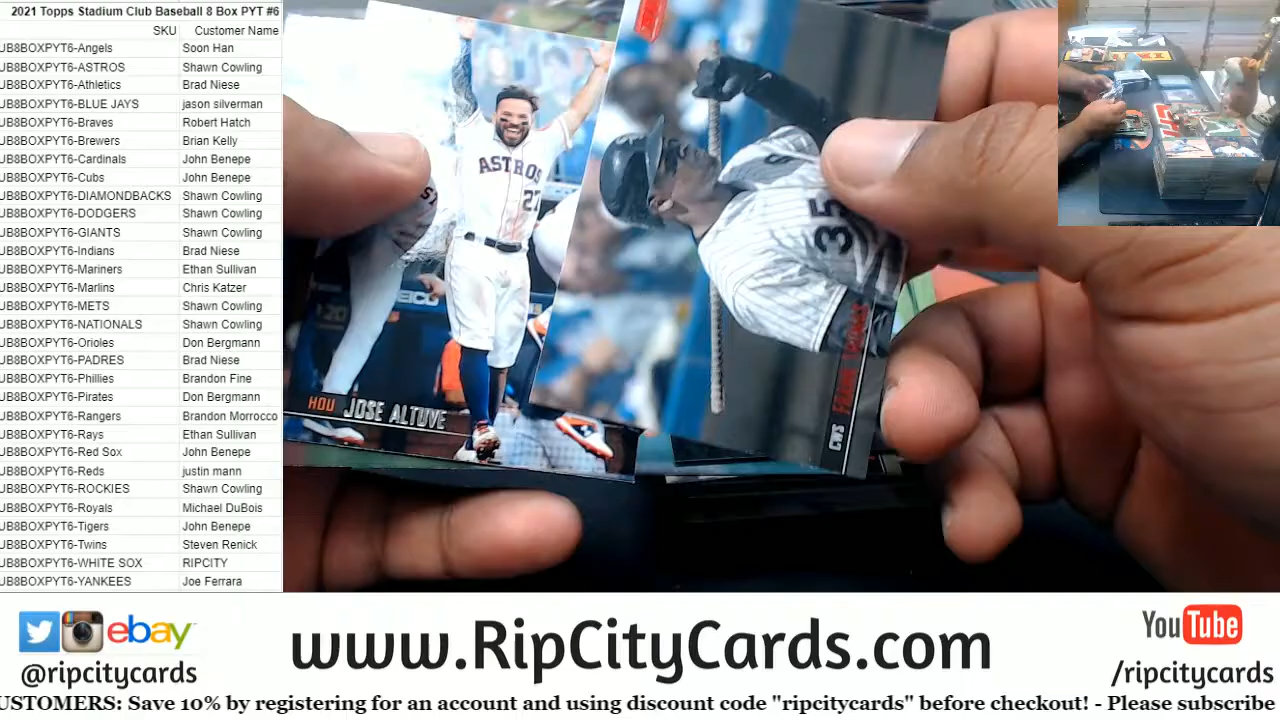 2021 Topps Stadium Club Baseball 8 Box PYT #6
SKU Customer Name
UB8BOXPYT6-Angels Soon Han
UB8BOXPYT6-ASTROS Shawn Cowling
UB8BOXPYT6-Athletics Brad Niese
UB8BOXPYT6-BLUE JAYS jason silverman
UB8BOXPYT6-Braves Robert Hatch
UB8BOXPYT6-Brewers Brian Kelly
UB8BOXPYT6-Cardinals John Benepe
UB8BOXPYT6-Cubs John Benepe
UB8BOXPYT6-DIAMONDBACKS Shawn Cowling
UB8BOXPYT6-DODGERS Shawn Cowling
UB8BOXPYT6-GIANTS Shawn Cowling
UB8BOXPYT6-Indians Brad Niese
UB8BOXPYT6-Mariners Ethan Sullivan
UB8BOXPYT6-Marlins Chris Katzer
UB8BOXPYT6-METS Shawn Cowling
UB8BOXPYT6-NATIONALS Shawn Cowling
UB8BOXPYT6-Orioles Don Bergmann
UB8BOXPYT6-PADRES Brad Niese
UB8BOXPYT6-Phillies Brandon Fine
UB8BOXPYT6-Pirates Don Bergmann
UB8BOXPYT6-Rangers Brandon Morrocco
UB8BOXPYT6-Rays Ethan Sullivan
UB8BOXPYT6-Red Sox John Benepe
UB8BOXPYT6-Reds justin mann
UB8BOXPYT6-ROCKIES Shawn Cowling
UB8BOXPYT6-Royals Michael DuBois
UB8BOXPYT6-Tigers John Benepe
UB8BOXPYT6-Twins Steven Renick
UB8BOXPYT6-WHITE SOX RIPCITY
UB8BOXPYT6-YANKEES Joe Ferrara
ASTROS
27
GEICO
HOU JOSE ALTUVE
35
CWS FRANK THOMAS
ebay
@ripcitycards
www.RipCityCards.com
YouTube
/ripcitycards
CUSTOMERS: Save 10% by registering for an account and using discount code "ripcitycards" before checkout! - Please subscribe